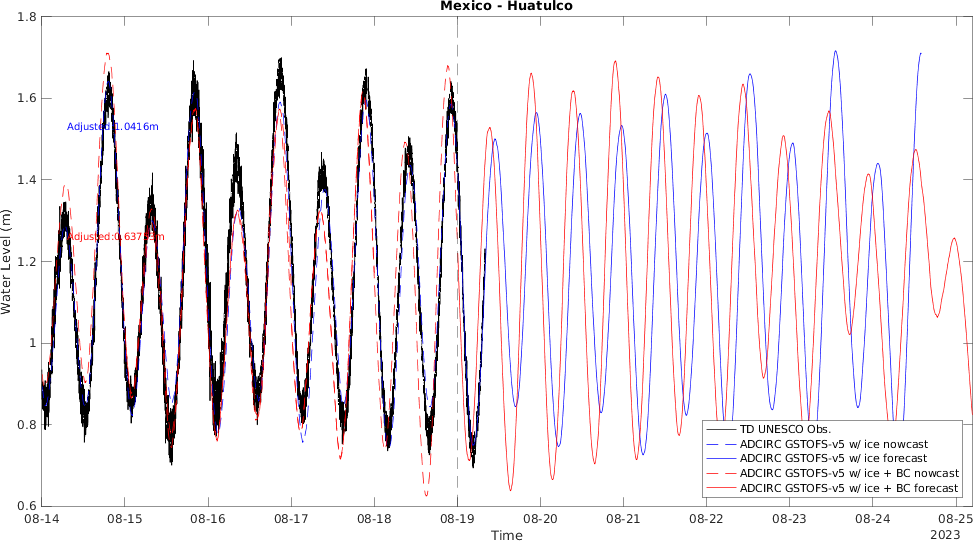 Mexico - Huatulco
Water Level (m)
1.8
1.6
1.4
1.2
1
0.8
0.6
Adjusted:1.0416m
TD UNESCO Obs.
ADCIRC GSTOFS-v5 w/ ice nowcast
ADCIRC GSTOFS-v5 w/ ice forecast
ADCIRC GSTOFS-v5 w/ ice + BC nowcast
ADCIRC GSTOFS-v5 w/ ice + BC forecast
08-14 08-15 08-16 08-17 08-18 08-19 08-20 08-21 08-22 08-23 08-24 08-25
Time
2023